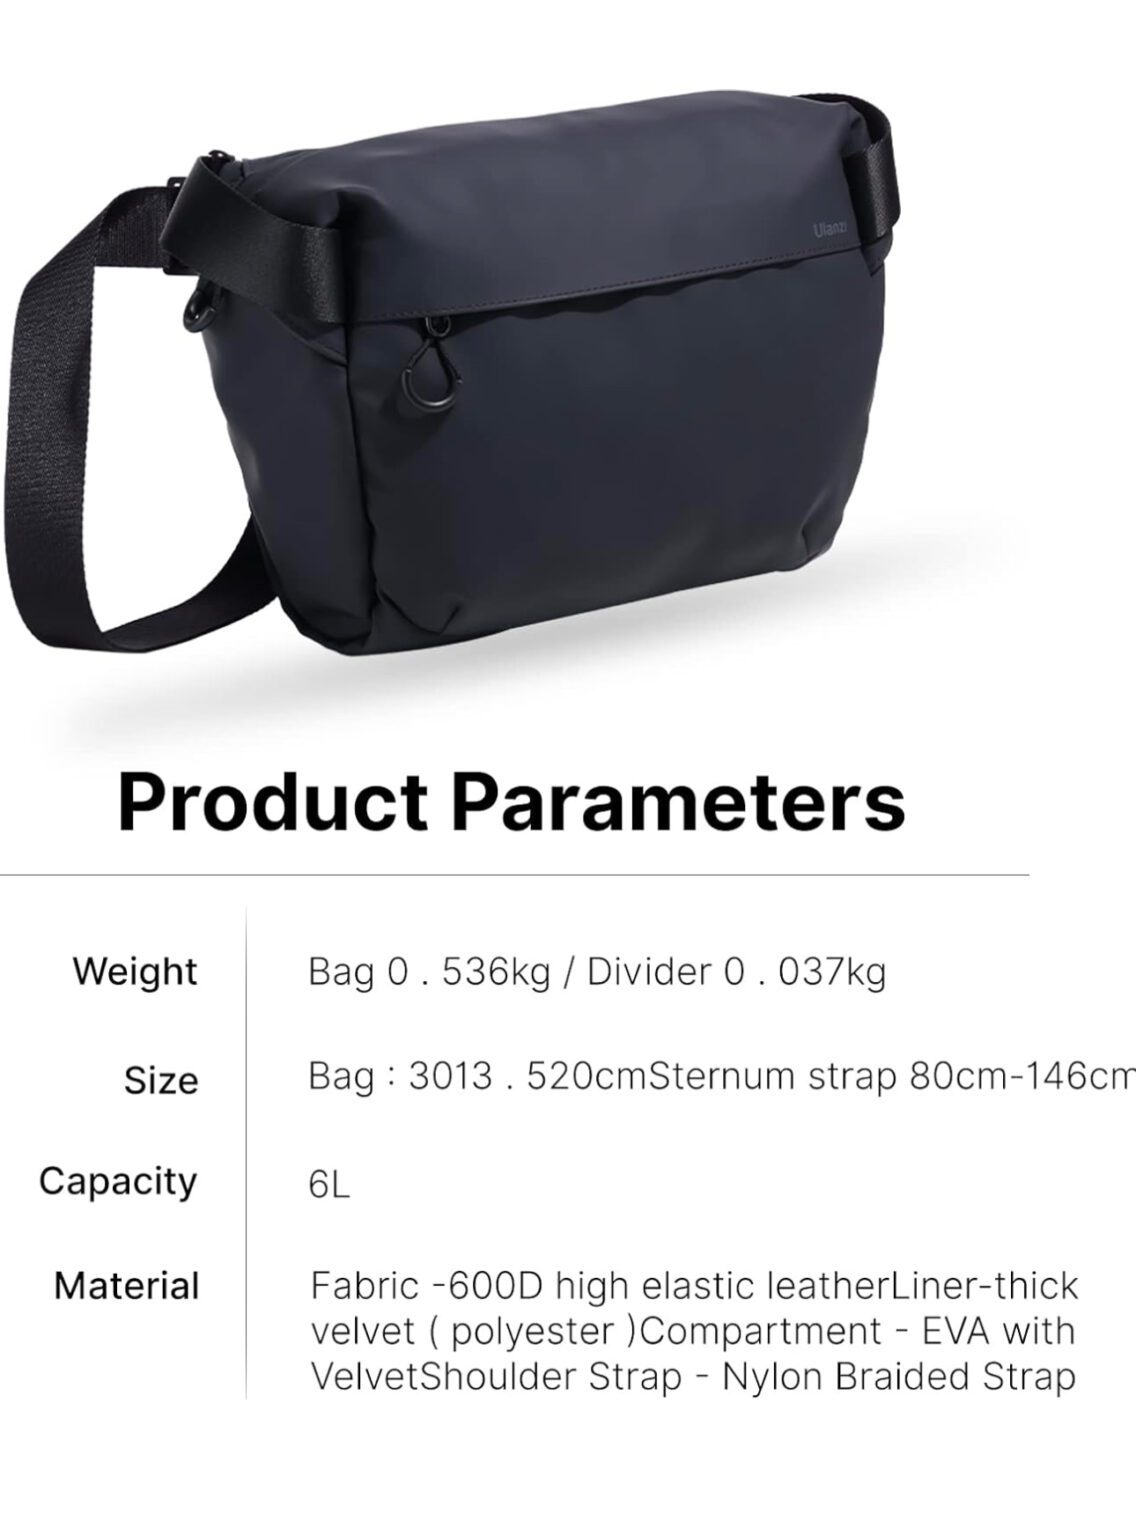 Ulanzi
Product Parameters
Weight
Bag 0 . 536kg / Divider 0 . 037kg
Size
Bag : 3013 . 520cmSternum strap 80cm-146cm
Capacity
6L
Material
Fabric -600D high elastic leatherLiner-thick
velvet ( polyester )Compartment - EVA with
VelvetShoulder Strap - Nylon Braided Strap